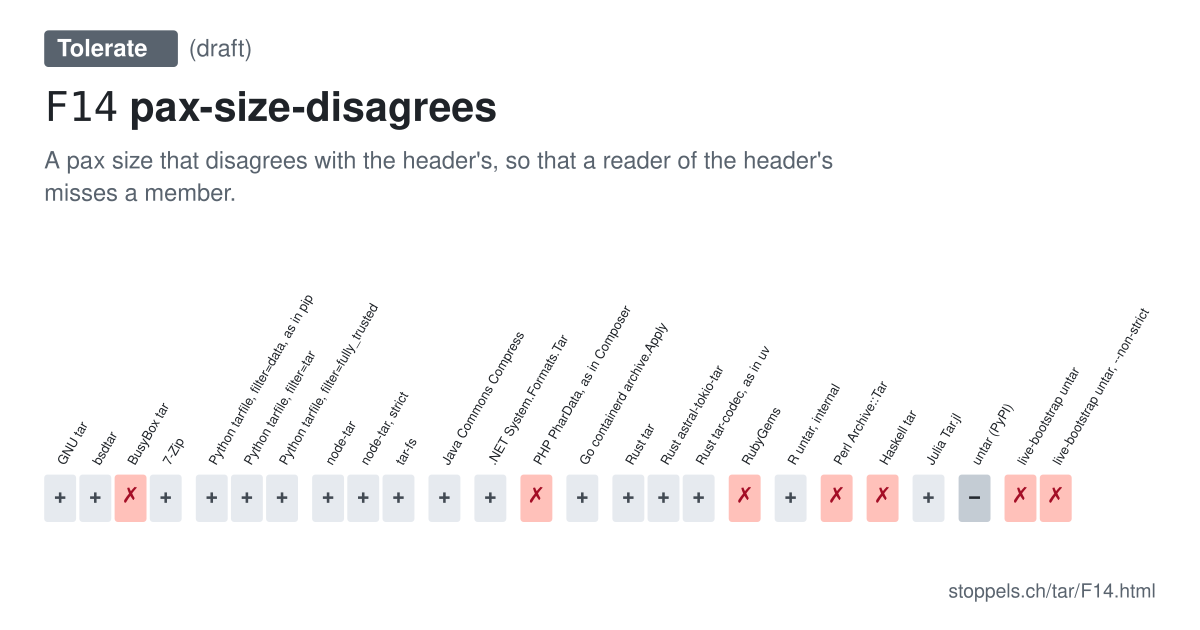 Tolerate (draft)
F14 pax-size-disagrees
A pax size that disagrees with the header's, so that a reader of the header's
misses a member.
GNU tar
bsdtar
BusyBox tar
7-Zip
Python tarfile, filter=data, as in pip
Python tarfile, filter=tar
Python tarfile, filter=fully_trusted
node-tar
node-tar, strict
tar-fs
Java Commons Compress
.NET System.Formats.Tar
PHP PharData, as in Composer
Go containerd archive.Apply
Rust tar
Rust astral-tokio-tar
Rust tar-codec, as in uv
RubyGems
R untar, internal
Perl Archive::Tar
Haskell tar
Julia Tar.jl
untar (PyPI)
live-bootstrap untar
live-bootstrap untar, --non-strict
+ + ✗ + + + + + + + + + ✗ + + + + ✗ + ✗ ✗ + − ✗ ✗
stoppels.ch/tar/F14.html